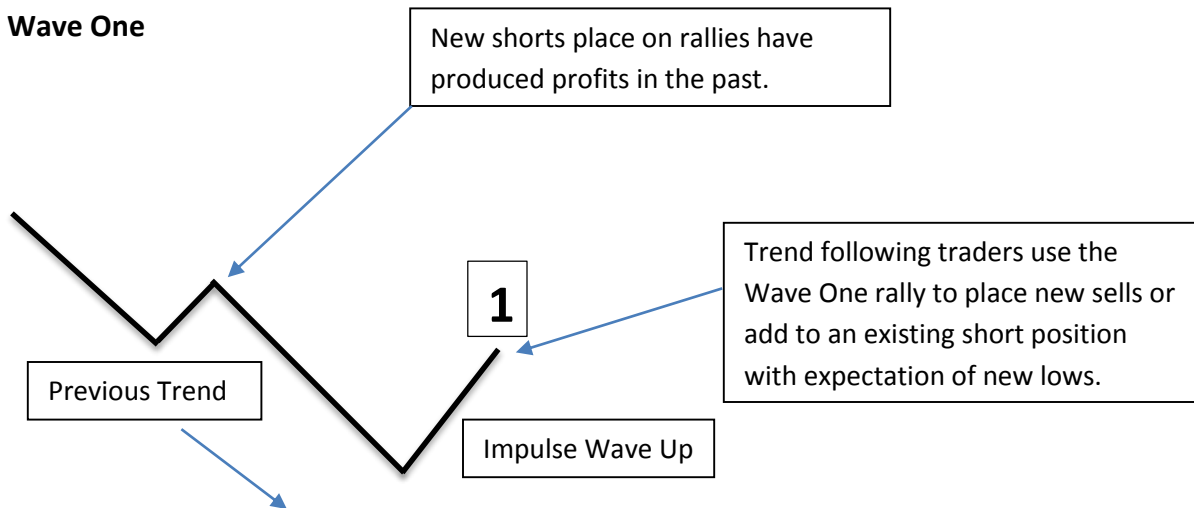 Wave One
New shorts place on rallies have
produced profits in the past.
Trend following traders use the
Wave One rally to place new sells or
add to an existing short position
with expectation of new lows.
1
Previous Trend
Impulse Wave Up